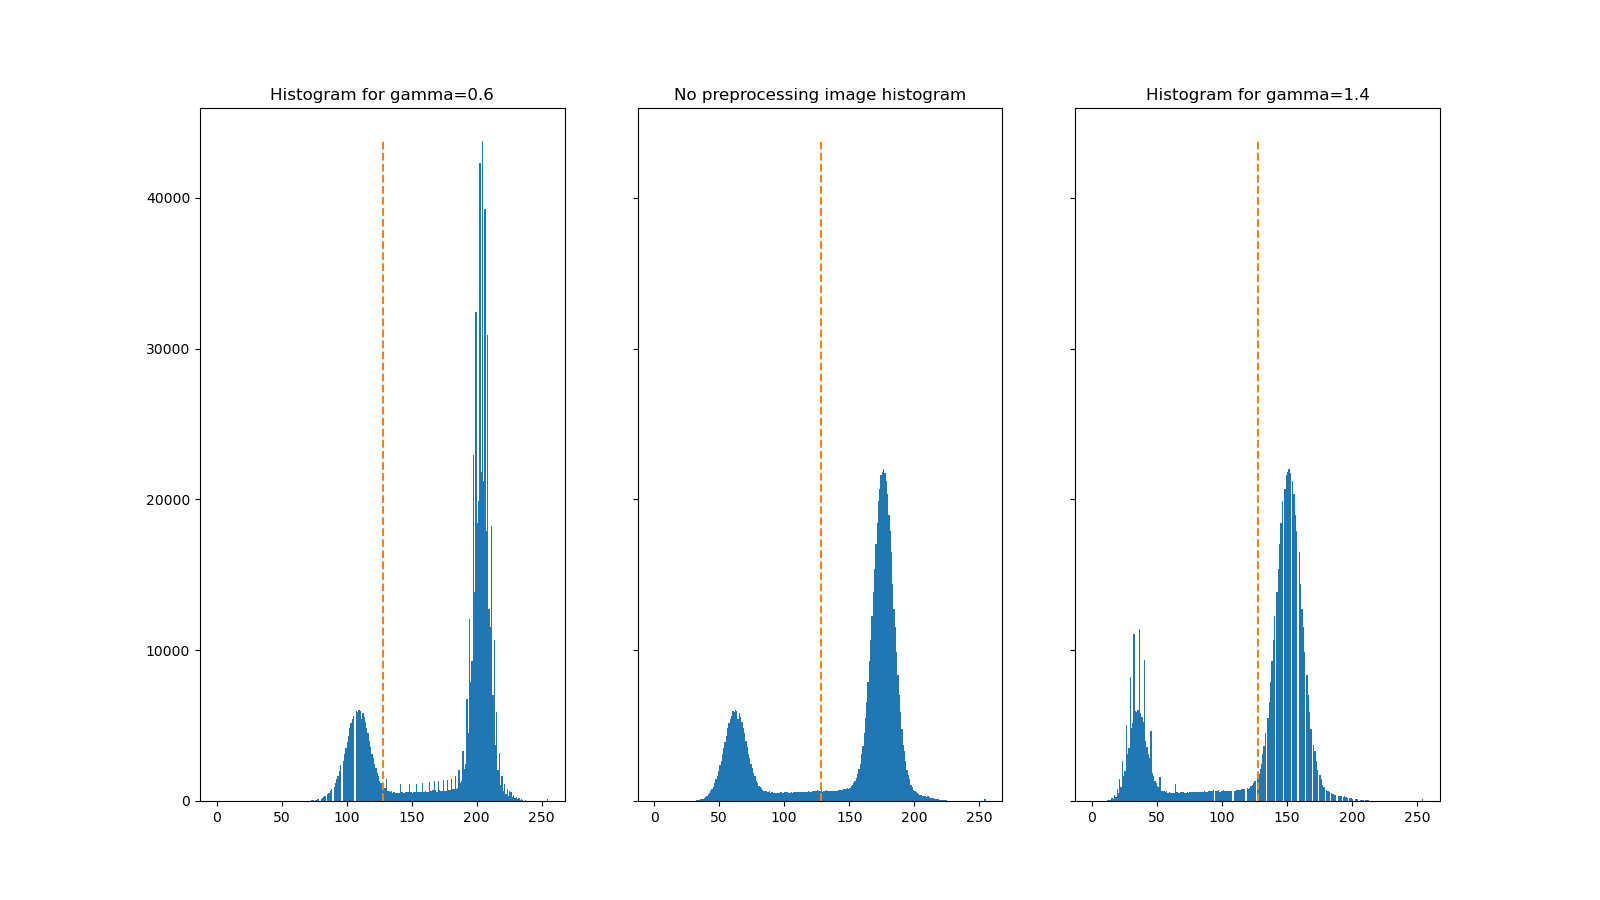 Histogram for gamma=0.6
No preprocessing image histogram
Histogram for gamma=1.4
40000
30000
20000
10000
0
0 50 100 150 200 250
0 50 100 150 200 250
0 50 100 150 200 250